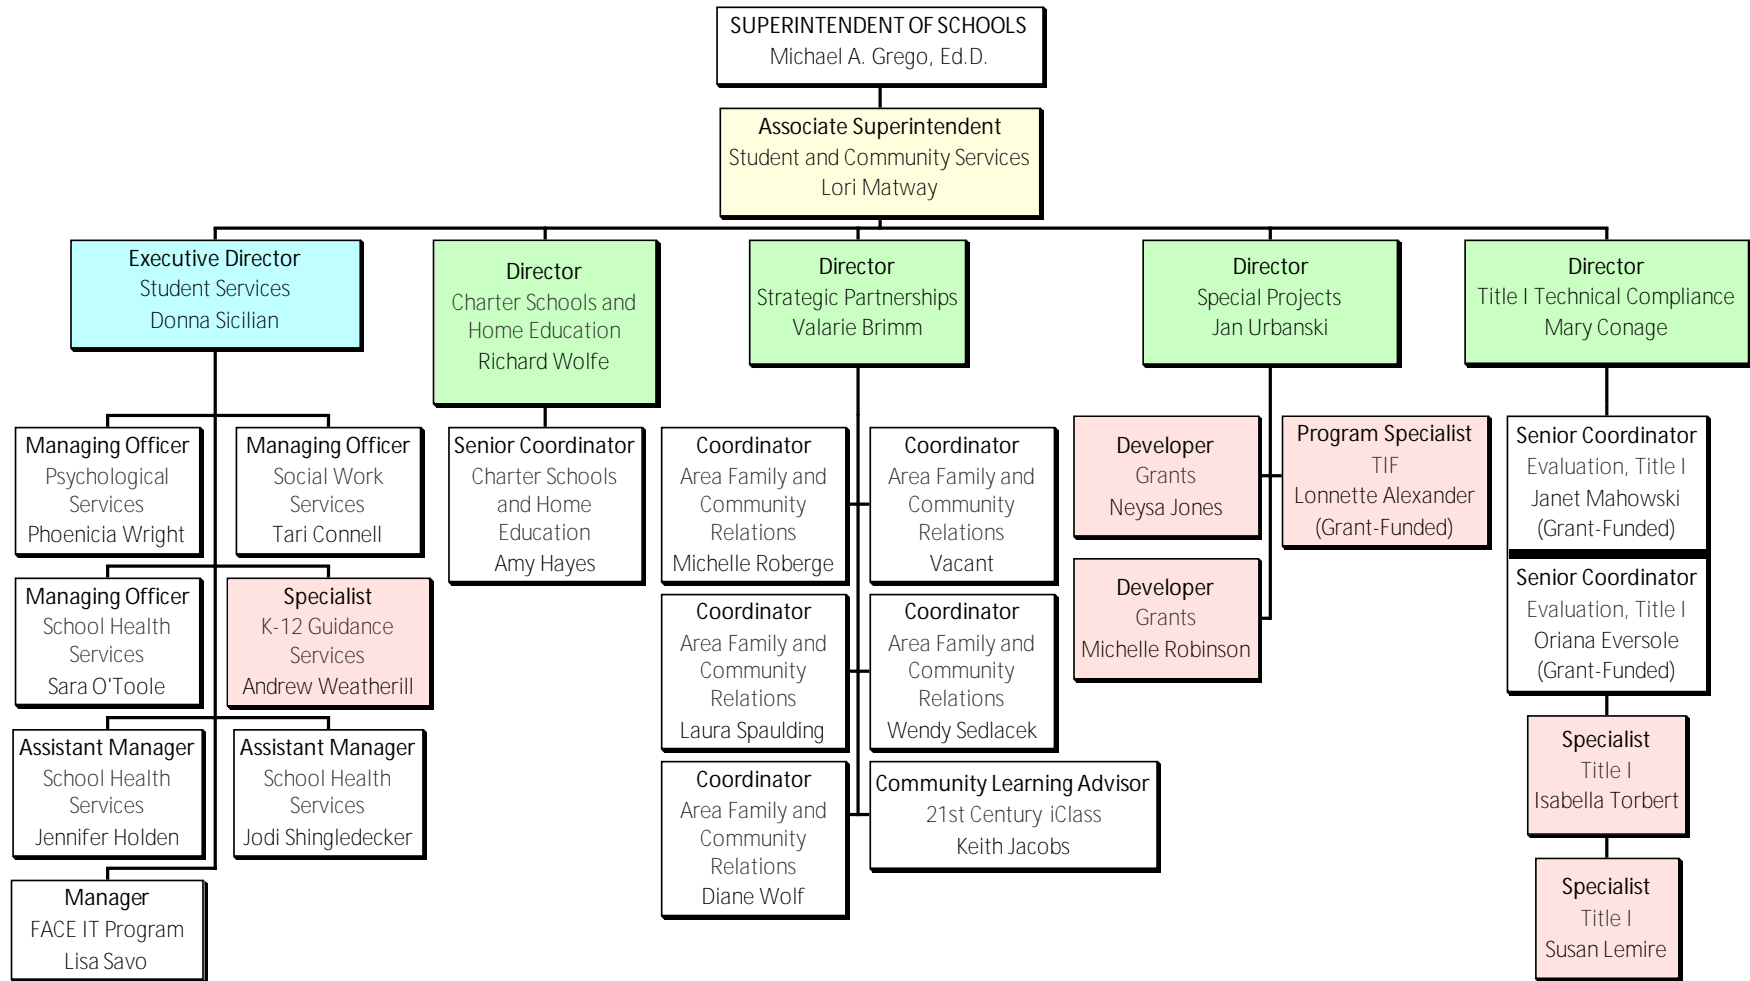 SUPERINTENDENT OF SCHOOLS
Michael A. Grego, Ed.D.
Associate Superintendent
Student and Community Services
Lori Matway
Executive Director
Student Services
Donna Sicilian
Director
Charter Schools and
Home Education
Richard Wolfe
Director
Strategic Partnerships
Valarie Brimm
Director
Special Projects
Jan Urbanski
Director
Title I Technical Compliance
Mary Conage
Managing Officer
Psychological
Services
Phoenicia Wright
Managing Officer
Social Work
Services
Tari Connell
Managing Officer
School Health
Services
Sara O'Toole
Specialist
K-12 Guidance
Services
Andrew Weatherill
Assistant Manager
School Health
Services
Jennifer Holden
Assistant Manager
School Health
Services
Jodi Shingledecker
Manager
FACE IT Program
Lisa Savo
Senior Coordinator
Charter Schools
and Home
Education
Amy Hayes
Coordinator
Area Family and
Community
Relations
Michelle Roberge
Coordinator
Area Family and
Community
Relations
Vacant
Coordinator
Area Family and
Community
Relations
Laura Spaulding
Coordinator
Area Family and
Community
Relations
Wendy Sedlacek
Coordinator
Area Family and
Community
Relations
Diane Wolf
Community Learning Advisor
21st Century iClass
Keith Jacobs
Developer
Grants
Neysa Jones
Program Specialist
TIF
Lonnette Alexander
(Grant-Funded)
Developer
Grants
Michelle Robinson
Senior Coordinator
Evaluation, Title I
Janet Mahowski
(Grant-Funded)
Senior Coordinator
Evaluation, Title I
Oriana Eversole
(Grant-Funded)
Specialist
Title I
Isabella Torbert
Specialist
Title I
Susan Lemire